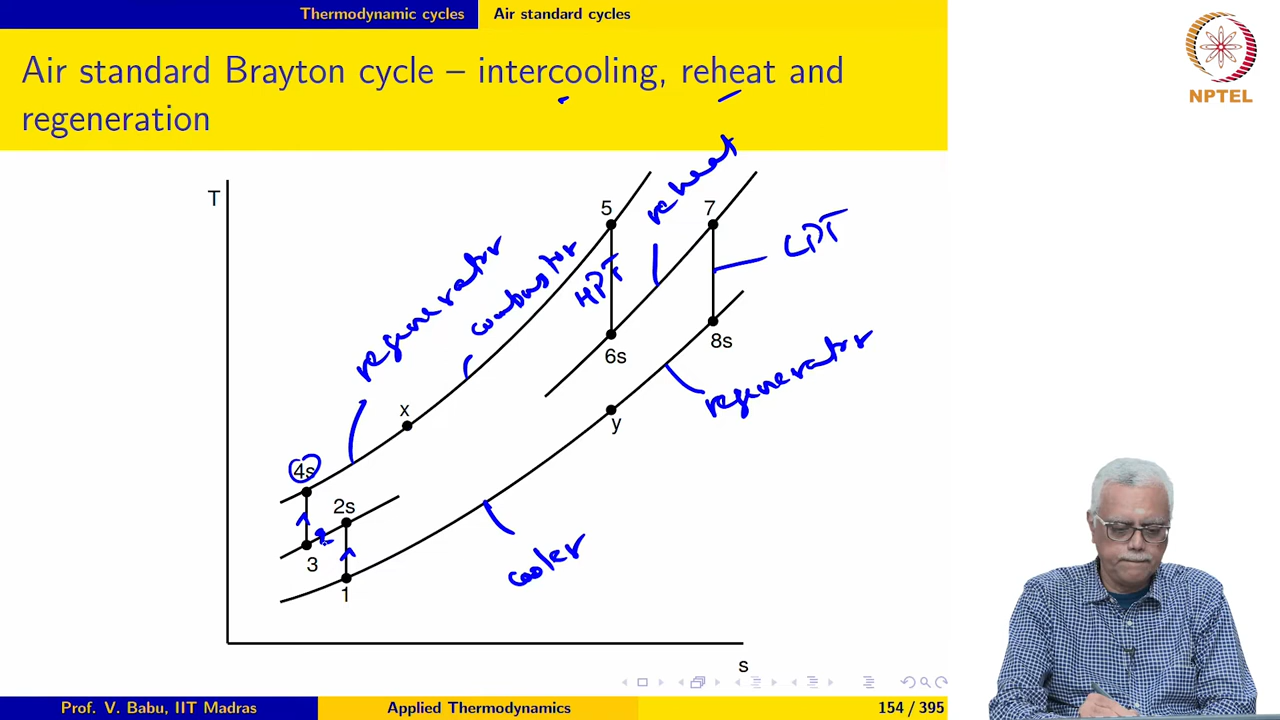 Thermodynamic cycles Air standard cycles
Air standard Brayton cycle – intercooling, reheat and
regeneration
NPTEL
T
5
7
reheat
LPT
HPT
combustor
regenerator
6s
8s
regenerator
x
y
4s
2s
3
1
cooler
s
Prof. V. Babu, IIT Madras Applied Thermodynamics 154 / 395